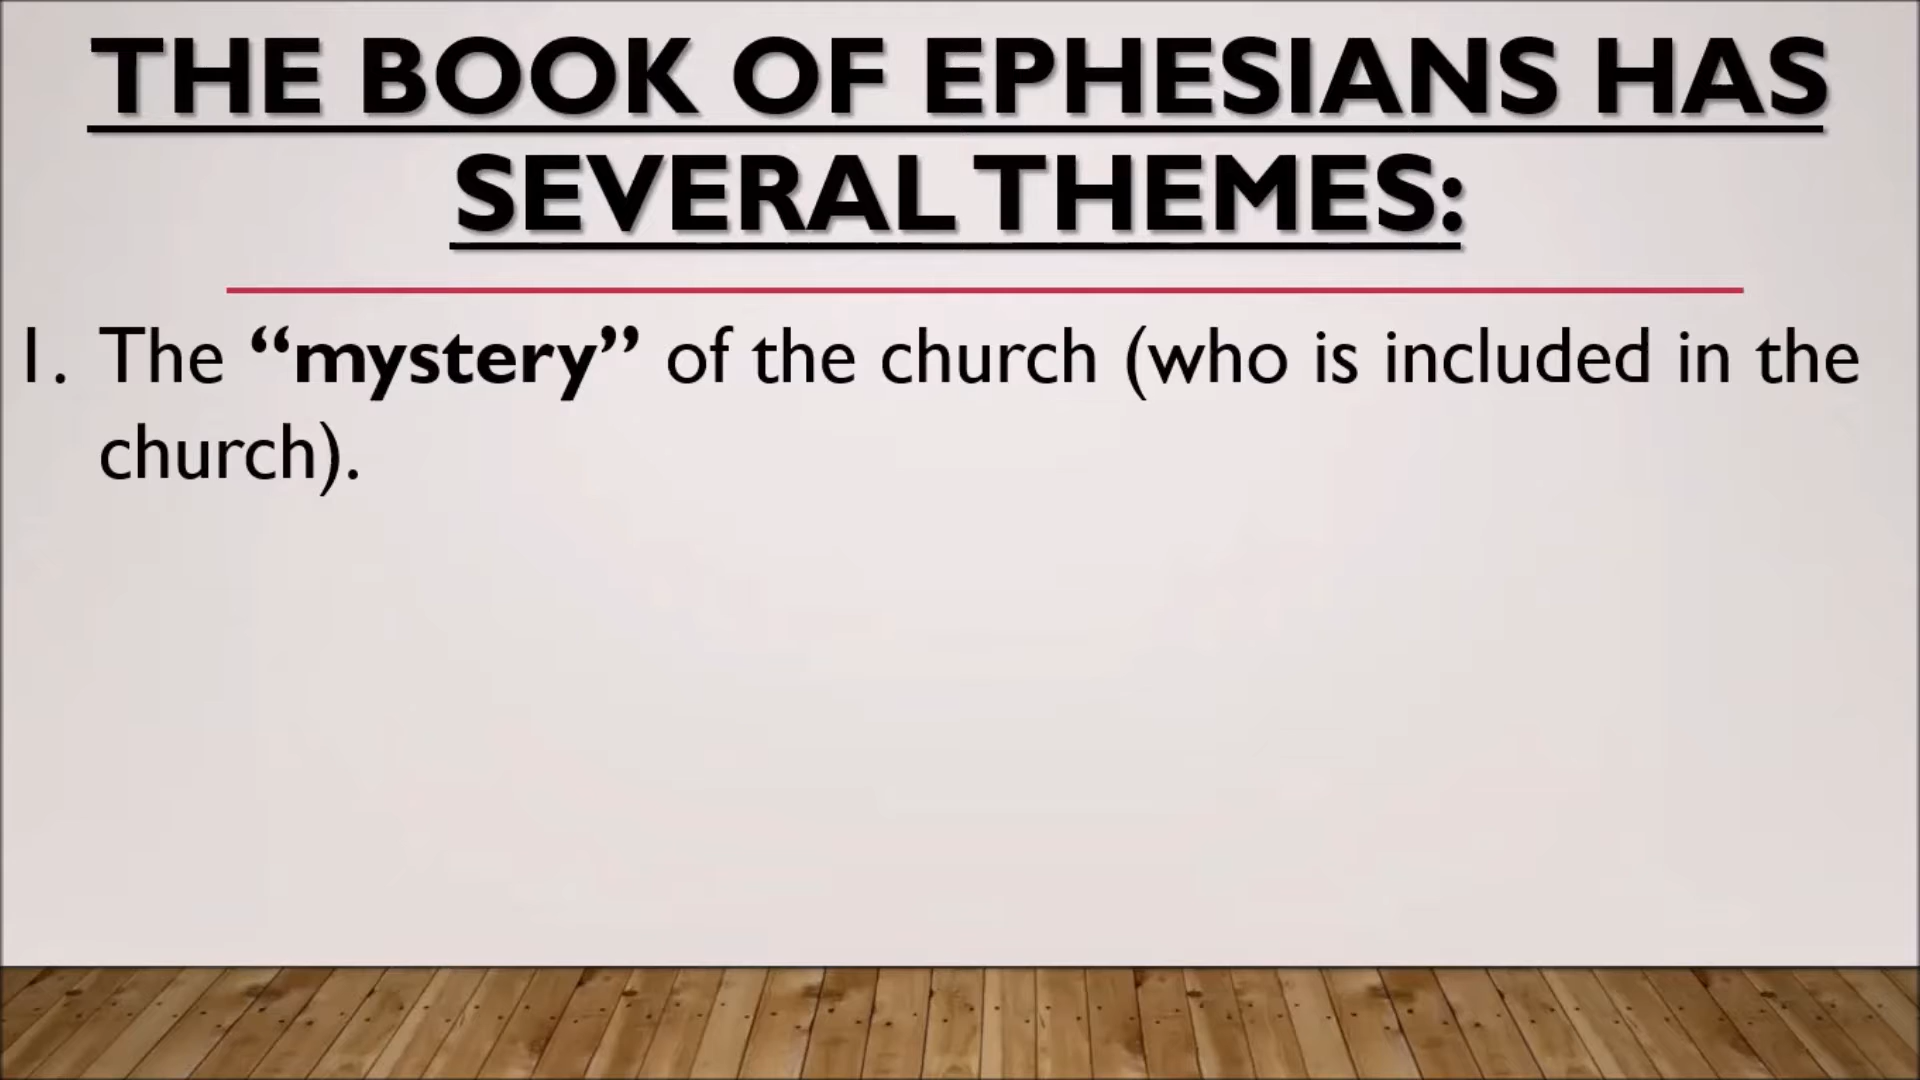 THE BOOK OF EPHESIANS HAS
SEVERAL THEMES:
1. The “mystery” of the church (who is included in the
church).